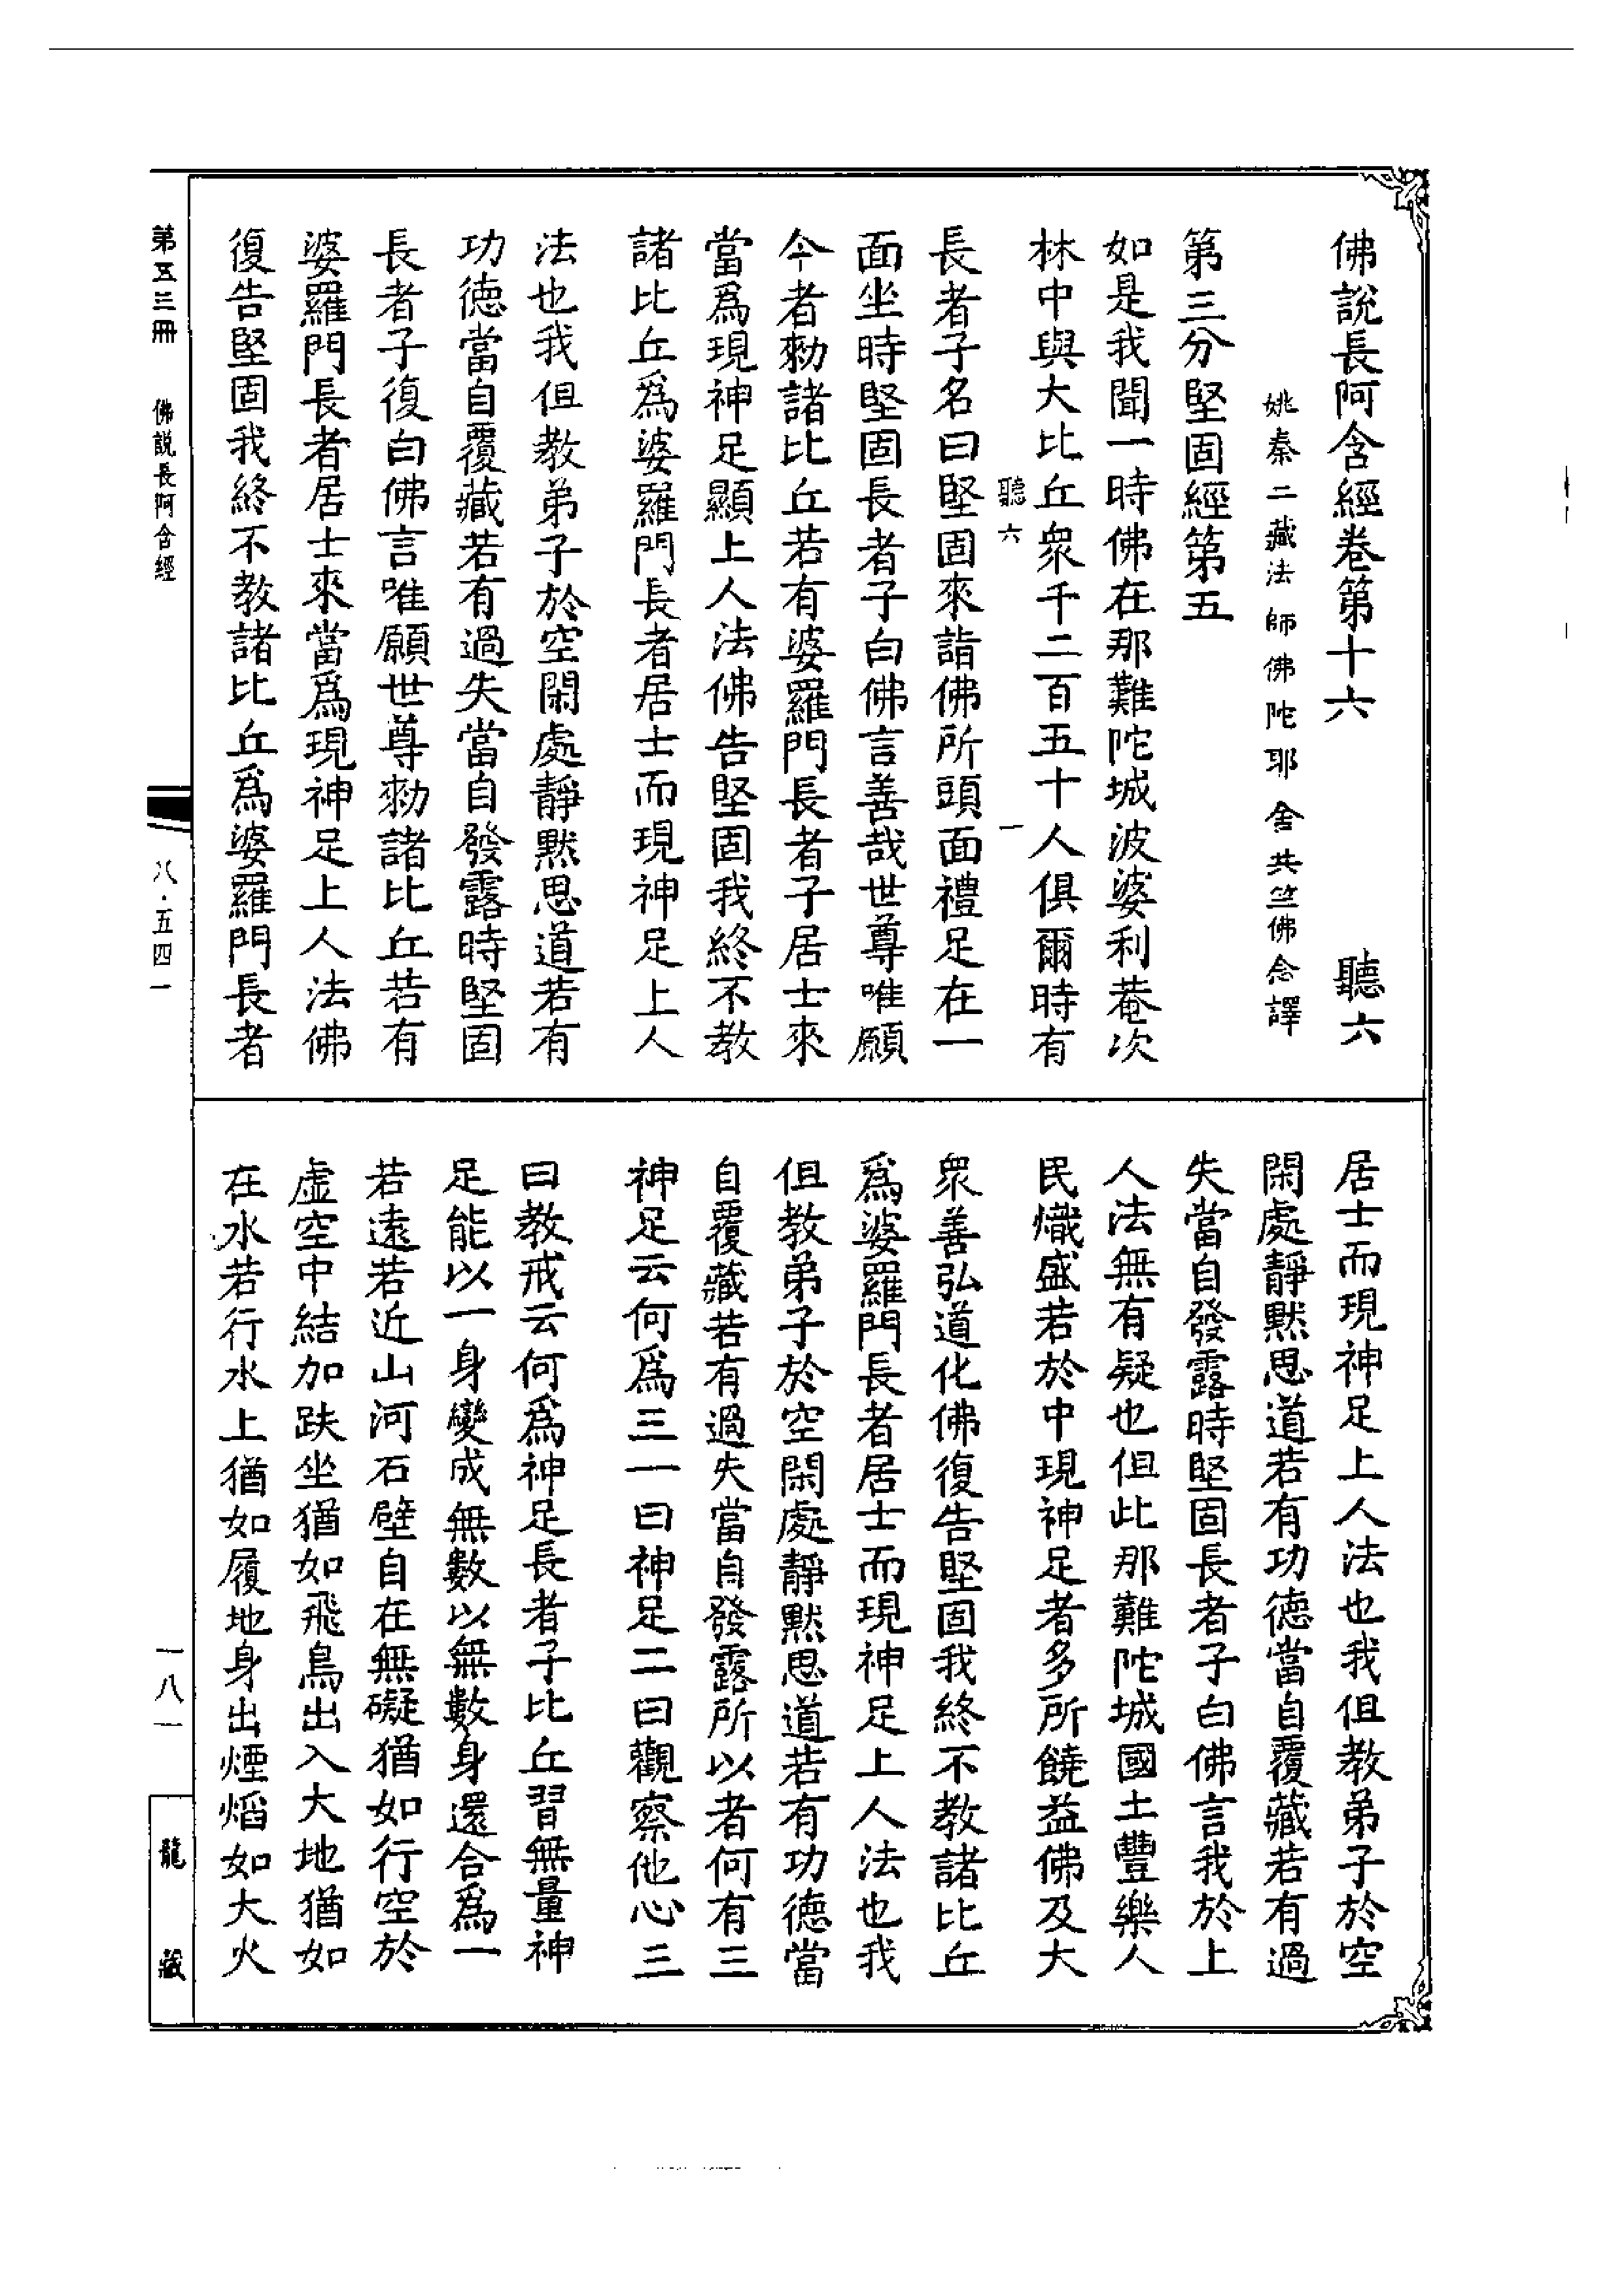 佛說長阿含經卷第十六　聽六
姚秦二藏法師佛陀耶舍共竺佛念譯
第三分堅固經第五
如是我聞一時佛在那難陀城波婆利菴次
林中與大比丘衆千二百五十人俱爾時有
聽六　一
長者子名曰堅固來詣佛所頭面禮足在一
面坐時堅固長者子白佛言善哉世尊唯願
今者勑諸比丘若有婆羅門長者子居士來
當爲現神足顯上人法佛告堅固我終不教
諸比丘爲婆羅門長者居士而現神足上人
法也我但教弟子於空閑處靜默思道若有
功德當自覆藏若有過失當自發露時堅固
長者子復白佛言唯願世尊勑諸比丘若有
婆羅門長者居士來當爲現神足上人法佛
復告堅固我終不教諸比丘爲婆羅門長者
居士而現神足上人法也我但教弟子於空
閑處靜默思道若有功德當自覆藏若有過
失當自發露時堅固長者子白佛言我於上
人法無有疑也但此那難陀城國土豐樂人
民熾盛若於中現神足者多所饒益佛及大
衆善弘道化佛復告堅固我終不教諸比丘
爲婆羅門長者居士而現神足上人法也我
但教弟子於空閑處靜默思道若有功德當
自覆藏若有過失當自發露所以者何有三
神足云何爲三一曰神足二曰觀察他心三
曰教戒云何爲神足長者子比丘習無量神
足能以一身變成無數以無數身還合爲一
若遠若近山河石壁自在無礙猶如行空於
虛空中結加趺坐猶如飛鳥出入大地猶如
在水若行水上猶如履地身出煙熖如大火
第五三冊　佛說長阿含經
八·五四一
一八一
龍藏